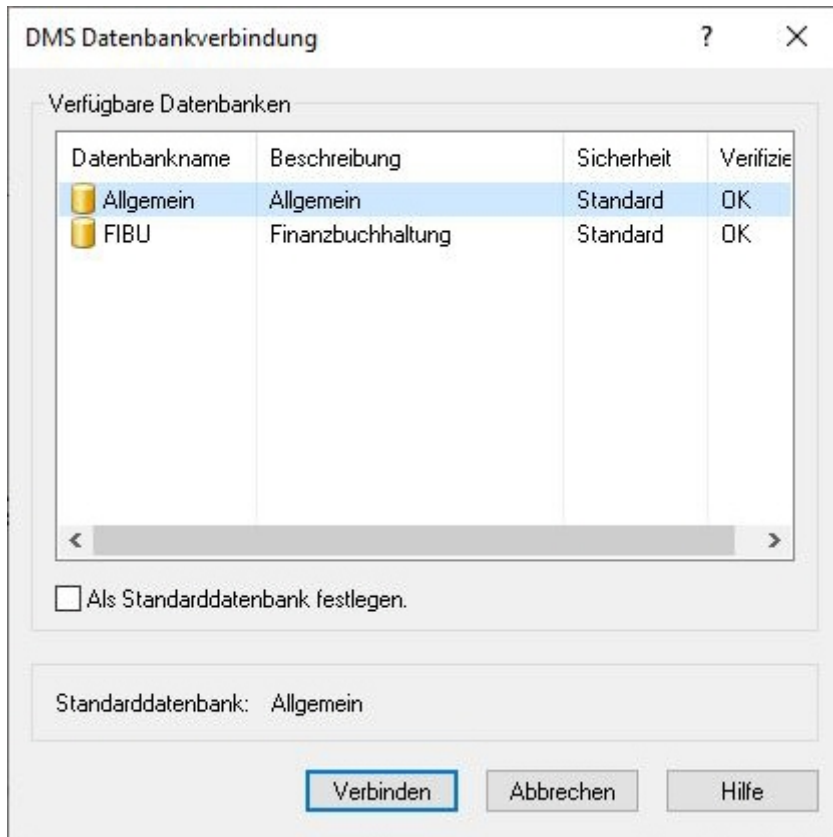 DMS Datenbankverbindung ?
Verfügbare Datenbanken
Datenbankname Beschreibung Sicherheit Verifizie
Allgemein Allgemein Standard OK
FIBU Finanzbuchhaltung Standard OK
Als Standarddatenbank festlegen.
Standarddatenbank: Allgemein
Verbinden Abbrechen Hilfe